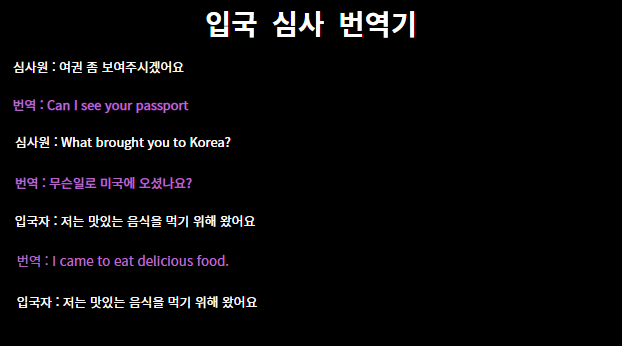 입국 심사 번역기
심사원 : 여권 좀 보여주시겠어요
번역 : Can I see your passport
심사원 : What brought you to Korea?
번역 : 무슨일로 미국에 오셨나요?
입국자 : 저는 맛있는 음식을 먹기 위해 왔어요
번역 : I came to eat delicious food.
입국자 : 저는 맛있는 음식을 먹기 위해 왔어요